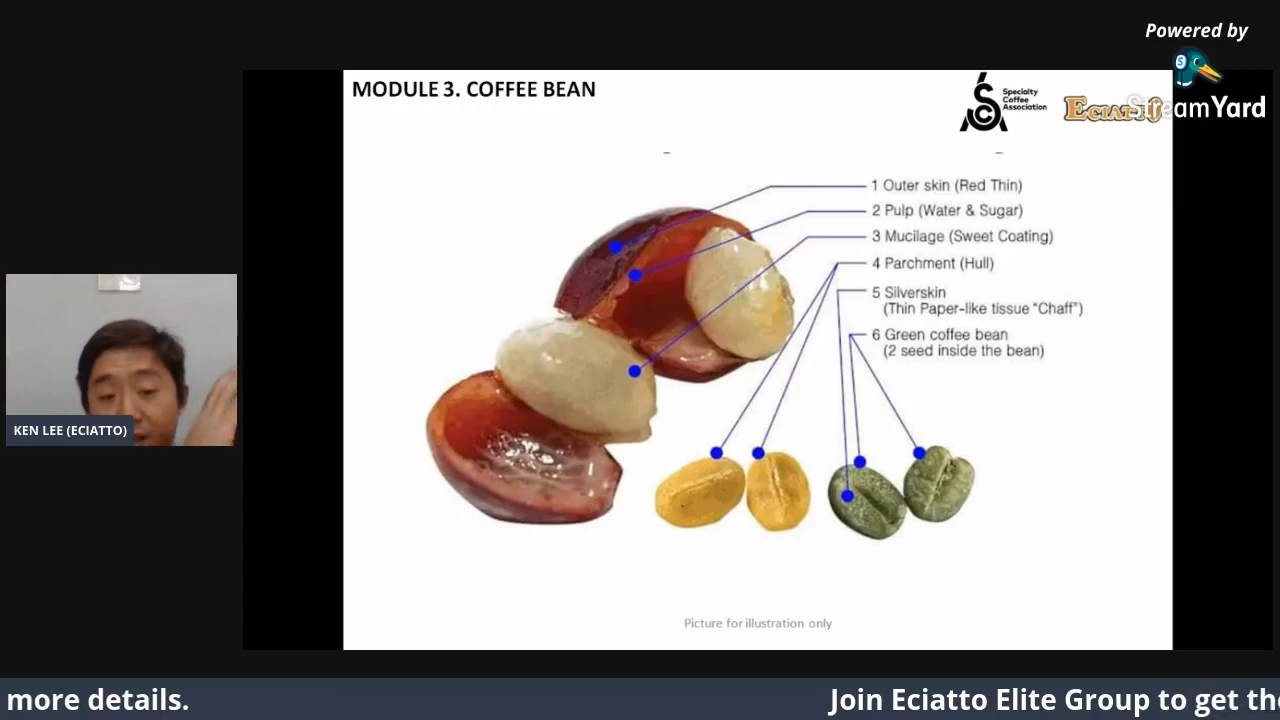 Powered by
StreamYard
MODULE 3. COFFEE BEAN
Specialty
Coffee
Association
ECIATTO
1 Outer skin (Red Thin)
2 Pulp (Water & Sugar)
3 Mucilage (Sweet Coating)
4 Parchment (Hull)
5 Silverskin
(Thin Paper-like tissue “Chaff”)
6 Green coffee bean
(2 seed inside the bean)
KEN LEE (ECIATTO)
Picture for illustration only
more details.
Join Eciatto Elite Group to get the